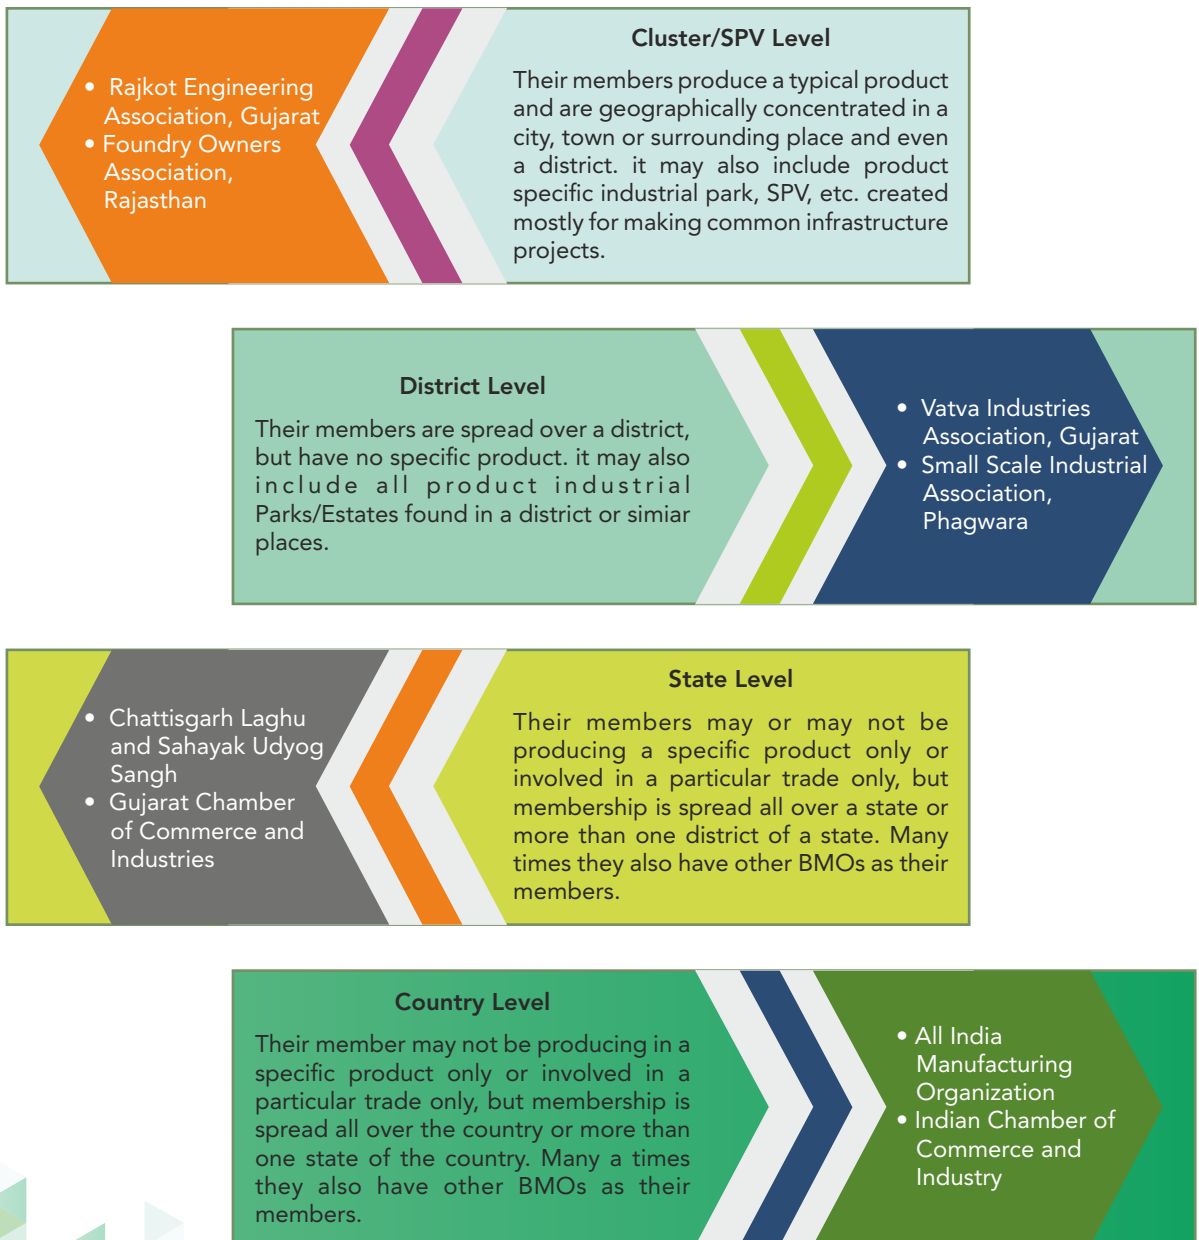 • Rajkot Engineering
Association, Gujarat
• Foundry Owners
Association,
Rajasthan
Cluster/SPV Level
Their members produce a typical product
and are geographically concentrated in a
city, town or surrounding place and even
a district. it may also include product
specific industrial park, SPV, etc. created
mostly for making common infrastructure
projects.
District Level
Their members are spread over a district,
but have no specific product. it may also
include all product industrial
Parks/Estates found in a district or simiar
places.
• Vatva Industries
Association, Gujarat
• Small Scale Industrial
Association,
Phagwara
• Chattisgarh Laghu
and Sahayak Udyog
Sangh
• Gujarat Chamber
of Commerce and
Industries
State Level
Their members may or may not be
producing a specific product only or
involved in a particular trade only, but
membership is spread all over a state or
more than one district of a state. Many
times they also have other BMOs as their
members.
Country Level
Their member may not be producing in a
specific product only or involved in a
particular trade only, but membership is
spread all over the country or more than
one state of the country. Many a times
they also have other BMOs as their
members.
• All India
Manufacturing
Organization
• Indian Chamber of
Commerce and
Industry